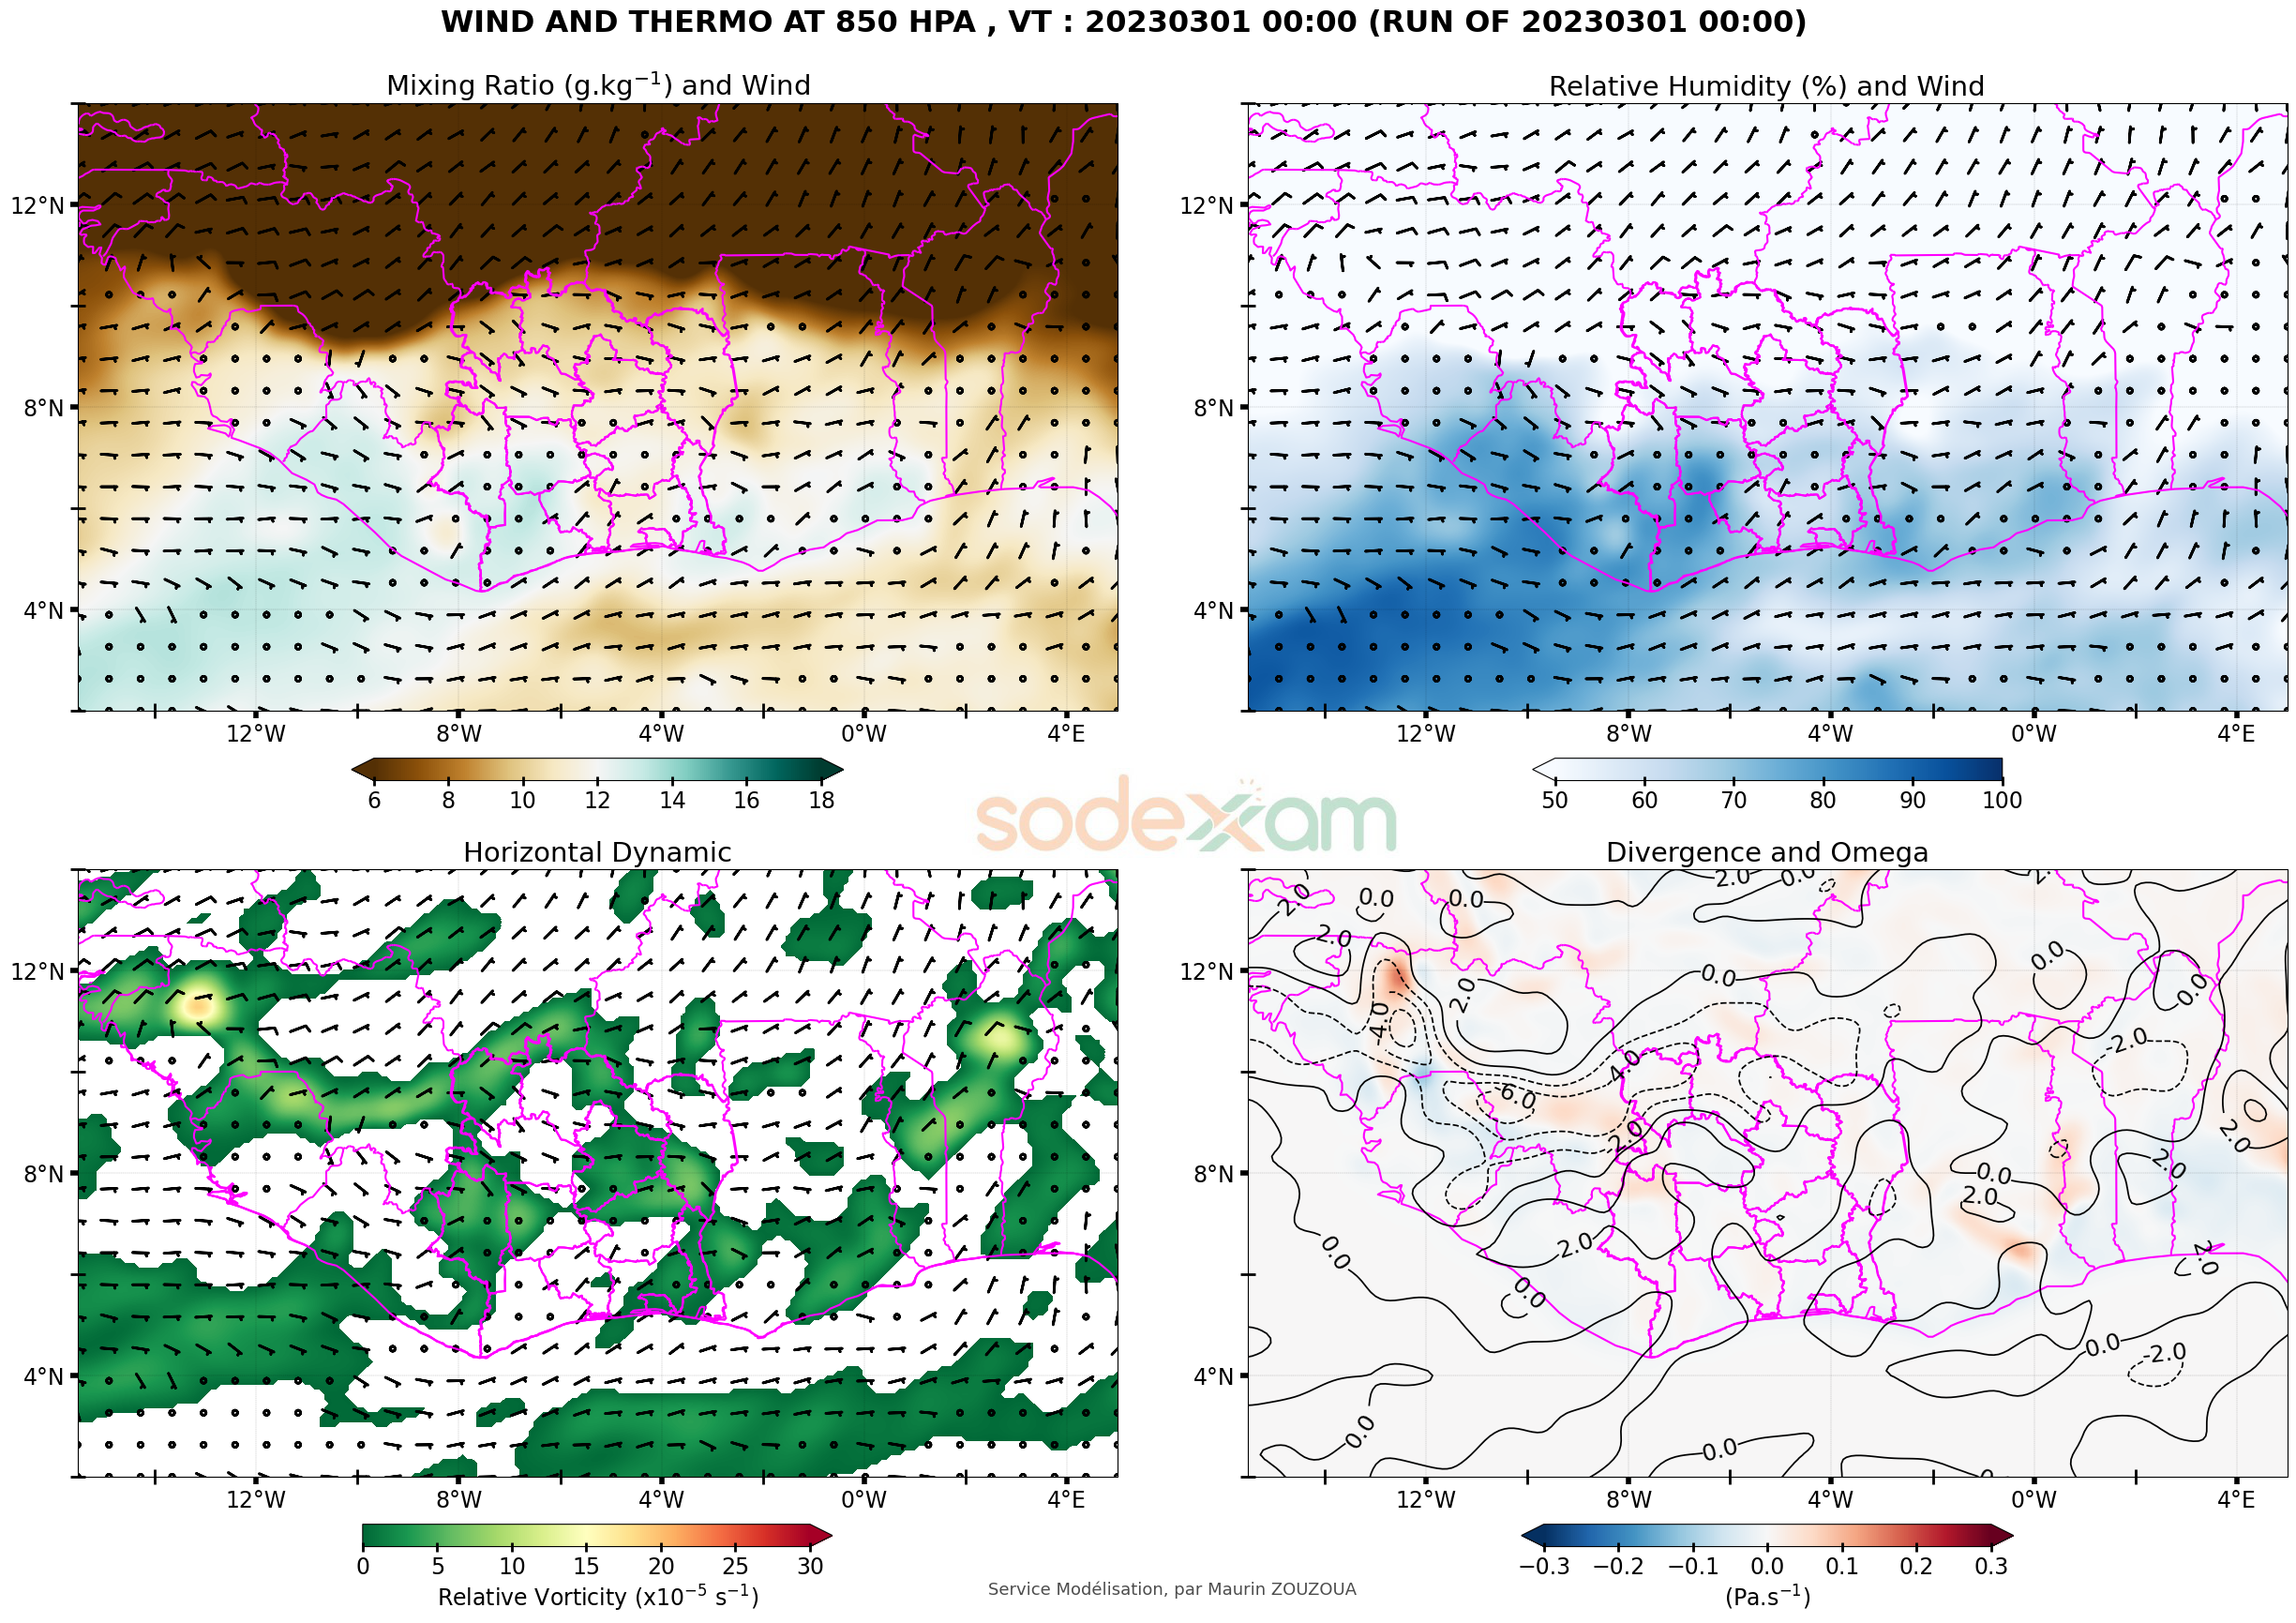 WIND AND THERMO AT 850 HPA , VT : 20230301 00:00 (RUN OF 20230301 00:00)
Mixing Ratio (g.kg⁻¹) and Wind
12°N
8°N
4°N
12°W 8°W 4°W 0°W 4°E
6 8 10 12 14 16 18
Relative Humidity (%) and Wind
12°N
8°N
4°N
12°W 8°W 4°W 0°W 4°E
50 60 70 80 90 100
sodexam
Horizontal Dynamic
12°N
8°N
4°N
12°W 8°W 4°W 0°W 4°E
0 5 10 15 20 25 30
Relative Vorticity (x10⁻⁵ s⁻¹)
Divergence and Omega
2.0 0.0 0.0 2.0 0.0
2.0
12°N
0.0 0.0
2.0 0.0
-4.0
-2.0
4.0
-6.0
-2.0 2.0
8°N
-0.0 2.0
2.0
0.0 2.0 2.0
0.0
0.0
4°N
-2.0
0.0 0.0
12°W 8°W 4°W 0°W 4°E
−0.3 −0.2 −0.1 0.0 0.1 0.2 0.3
(Pa.s⁻¹)
Service Modélisation, par Maurin ZOUZOUA